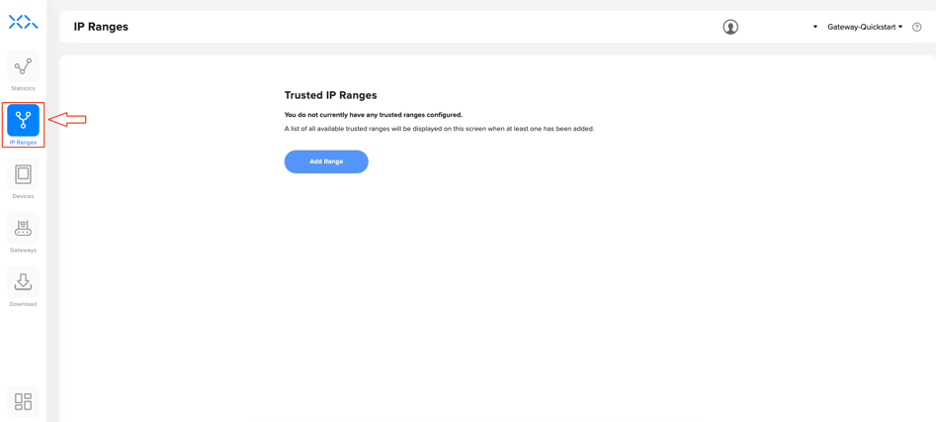 IP Ranges
Gateway-Quickstart
Statistics
IP Ranges
Devices
Gateways
Download
Trusted IP Ranges
You do not currently have any trusted ranges configured.
A list of all available trusted ranges will be displayed on this screen when at least one has been added.
Add Range